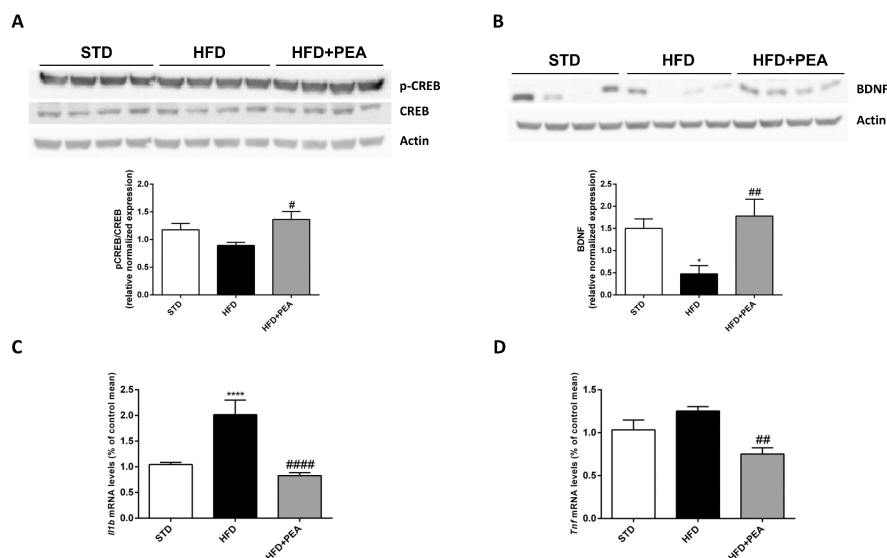 A
STD HFD HFD+PEA
p-CREB
CREB
Actin
pCREB/CREB
(relative normalized expression)
2.0
1.5
1.0
0.5
0.0
#
STD HFD HFD+PEA
B
STD HFD HFD+PEA
BDNF
Actin
BDNF
(relative normalized expression)
2.5
2.0
1.5
1.0
0.5
0.0
*
##
STD HFD HFD+PEA
C
Il1b mRNA levels (% of control mean)
2.5
2.0
1.5
1.0
0.5
0.0
****
####
STD HFD HFD+PEA
D
Tnf mRNA levels (% of control mean)
1.5
1.0
0.5
0.0
##
STD HFD HFD+PEA